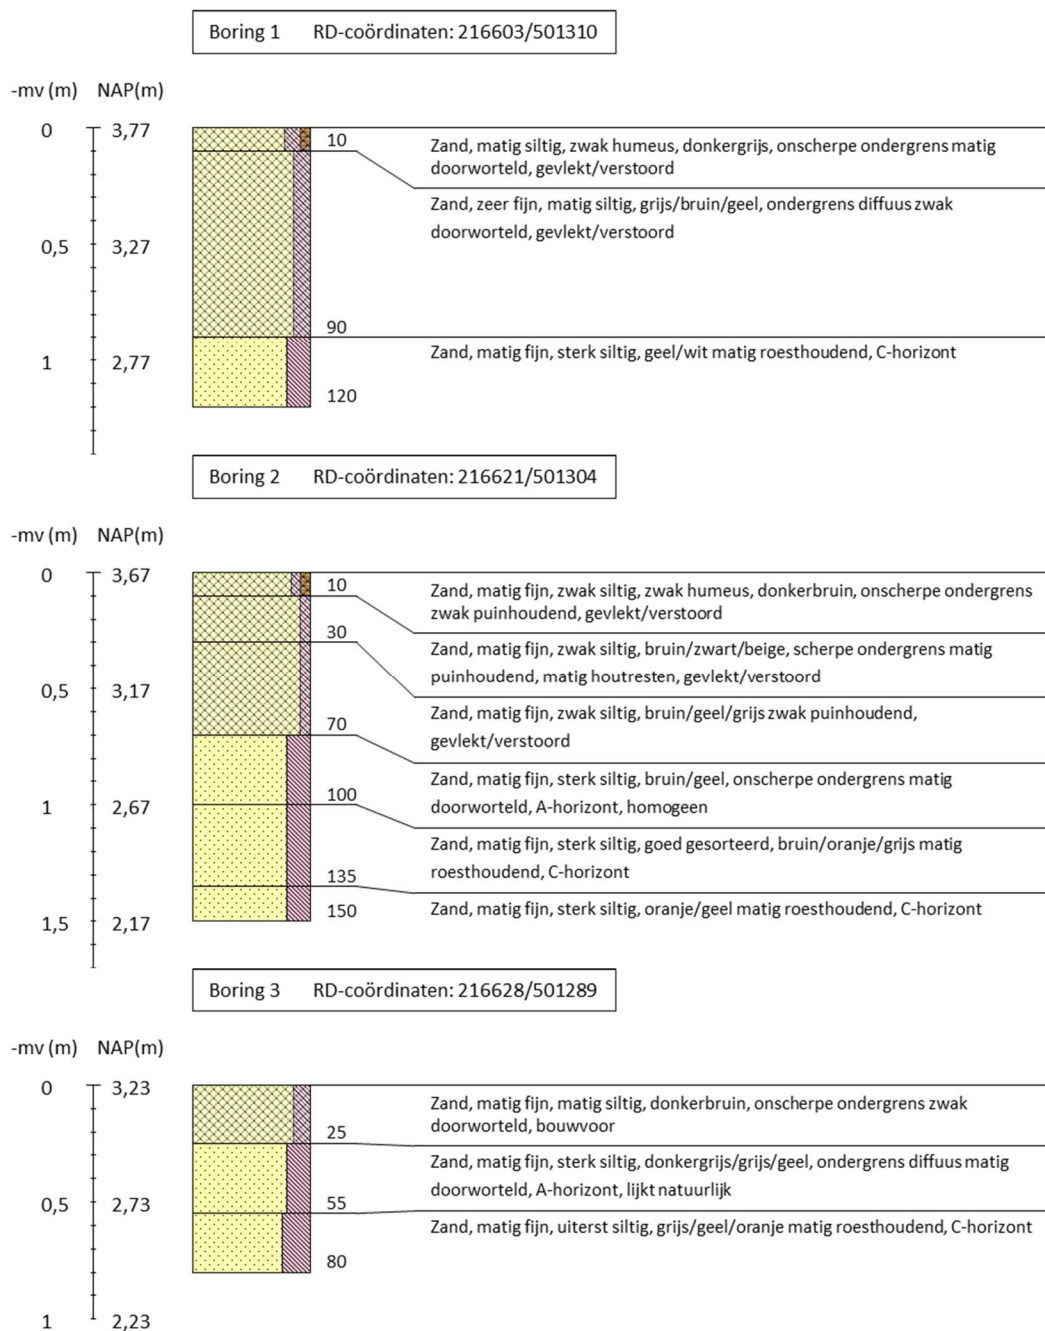 Boring 1 RD-coördinaten: 216603/501310
-mv (m) NAP(m)
0 3,77
10
Zand, matig siltig, zwak humeus, donkergrijs, onscherpe ondergrens matig
doorworteld, gevlekt/verstoord
Zand, zeer fijn, matig siltig, grijs/bruin/geel, ondergrens diffuus zwak
doorworteld, gevlekt/verstoord
0,5 3,27
90
Zand, matig fijn, sterk siltig, geel/wit matig roesthoudend, C-horizont
1 2,77
120
Boring 2 RD-coördinaten: 216621/501304
-mv (m) NAP(m)
0 3,67
10
Zand, matig fijn, zwak siltig, zwak humeus, donkerbruin, onscherpe ondergrens
zwak puinhoudend, gevlekt/verstoord
30
Zand, matig fijn, zwak siltig, bruin/zwart/beige, scherpe ondergrens matig
puinhoudend, matig houtresten, gevlekt/verstoord
0,5 3,17
70
Zand, matig fijn, zwak siltig, bruin/geel/grijs zwak puinhoudend,
gevlekt/verstoord
Zand, matig fijn, sterk siltig, bruin/geel, onscherpe ondergrens matig
doorworteld, A-horizont, homogeen
100
1 2,67
Zand, matig fijn, sterk siltig, goed gesorteerd, bruin/oranje/grijs matig
roesthoudend, C-horizont
135
150
Zand, matig fijn, sterk siltig, oranje/geel matig roesthoudend, C-horizont
1,5 2,17
Boring 3 RD-coördinaten: 216628/501289
-mv (m) NAP(m)
0 3,23
Zand, matig fijn, matig siltig, donkerbruin, onscherpe ondergrens zwak
doorworteld, bouwvoor
25
Zand, matig fijn, sterk siltig, donkergrijs/grijs/geel, ondergrens diffuus matig
doorworteld, A-horizont, lijkt natuurlijk
0,5 2,73
55
Zand, matig fijn, uiterst siltig, grijs/geel/oranje matig roesthoudend, C-horizont
80
1 2,23